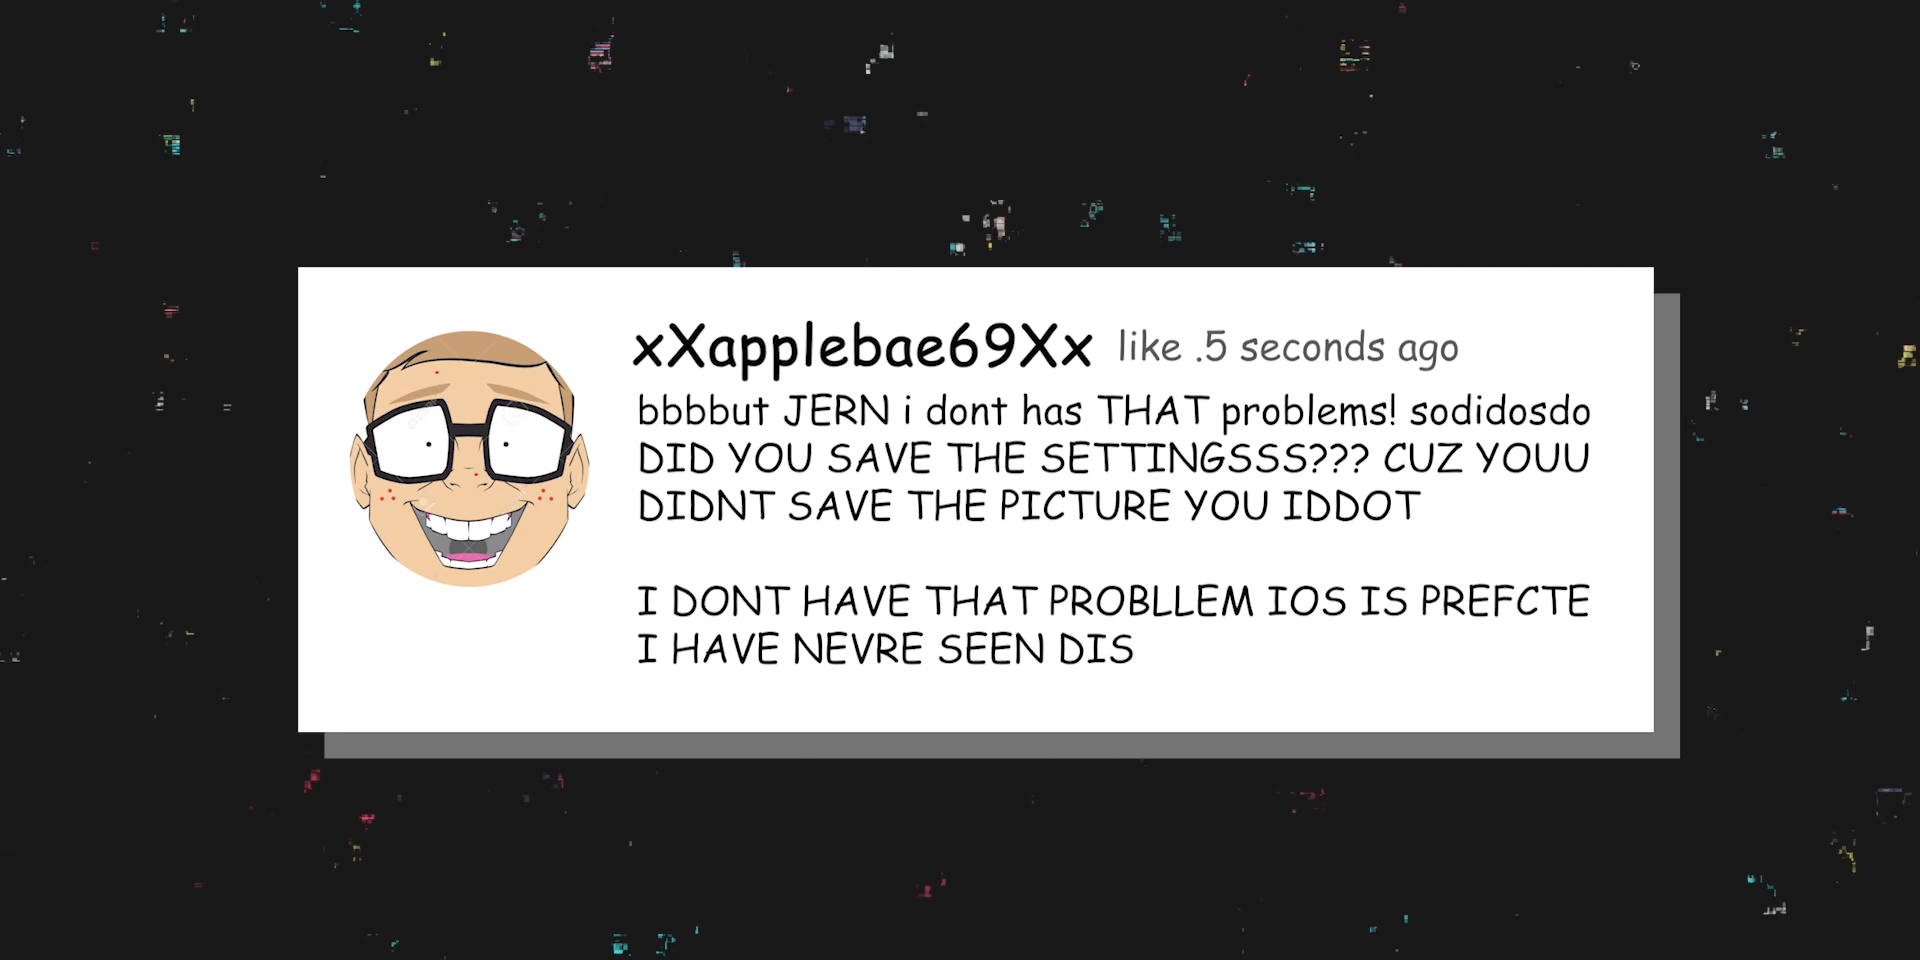 xXapplebae69Xx like .5 seconds ago
bbbbut JERN i dont has THAT problems! sodidosdo
DID YOU SAVE THE SETTINGSSS??? CUZ YOUU
DIDNT SAVE THE PICTURE YOU IDDOT
I DONT HAVE THAT PROBLLEM IOS IS PREFCTE
I HAVE NEVRE SEEN DIS